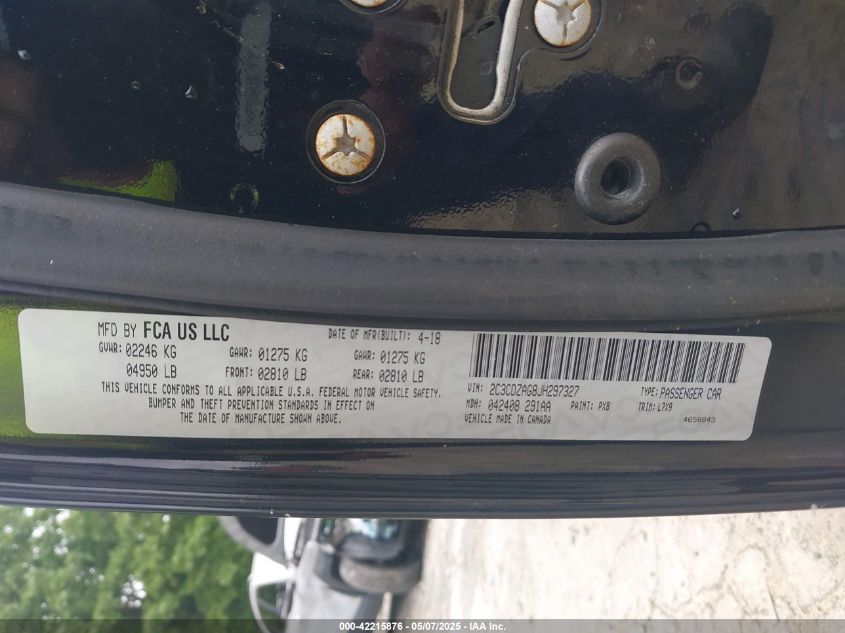 MFD BY FCA US LLC
DATE OF MFR(BUILT): 4-18
GVWR: 02246 KG GAWR: 01275 KG GAWR: 01275 KG
04950 LB FRONT: 02810 LB REAR: 02810 LB
THIS VEHICLE CONFORMS TO ALL APPLICABLE U.S.A. FEDERAL MOTOR VEHICLE SAFETY,
BUMPER AND THEFT PREVENTION STANDARDS IN EFFECT ON
THE DATE OF MANUFACTURE SHOWN ABOVE.
VIN: 2C3CDZAG8JH297327 TYPE: PASSENGER CAR
MDH: 042408 291AA PAINT: PX8 TRIM: L7X9
VEHICLE MADE IN CANADA 4658843
000-42215876 - 05/07/2025 - IAA Inc.